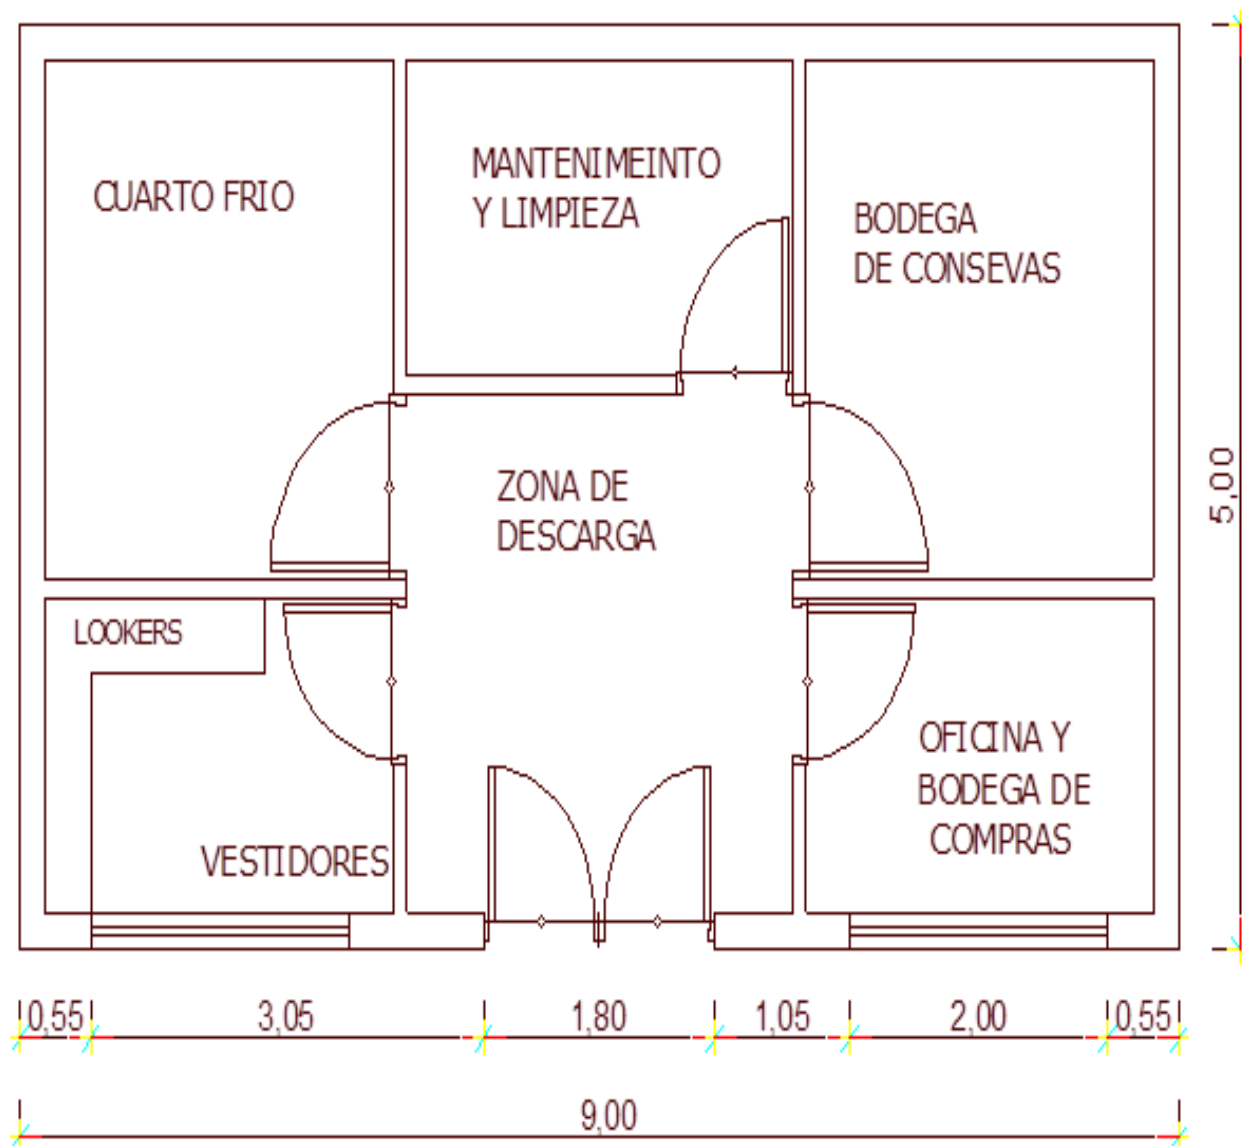 CUARTO FRIO
MANTENIMEINTO
Y LIMPIEZA
BODEGA
DE CONSEVAS
ZONA DE
DESCARGA
5,00
LOOKERS
VESTIDORES
OFICINA Y
BODEGA DE
COMPRAS
0,55 3,05 1,80 1,05 2,00 0,55
9,00